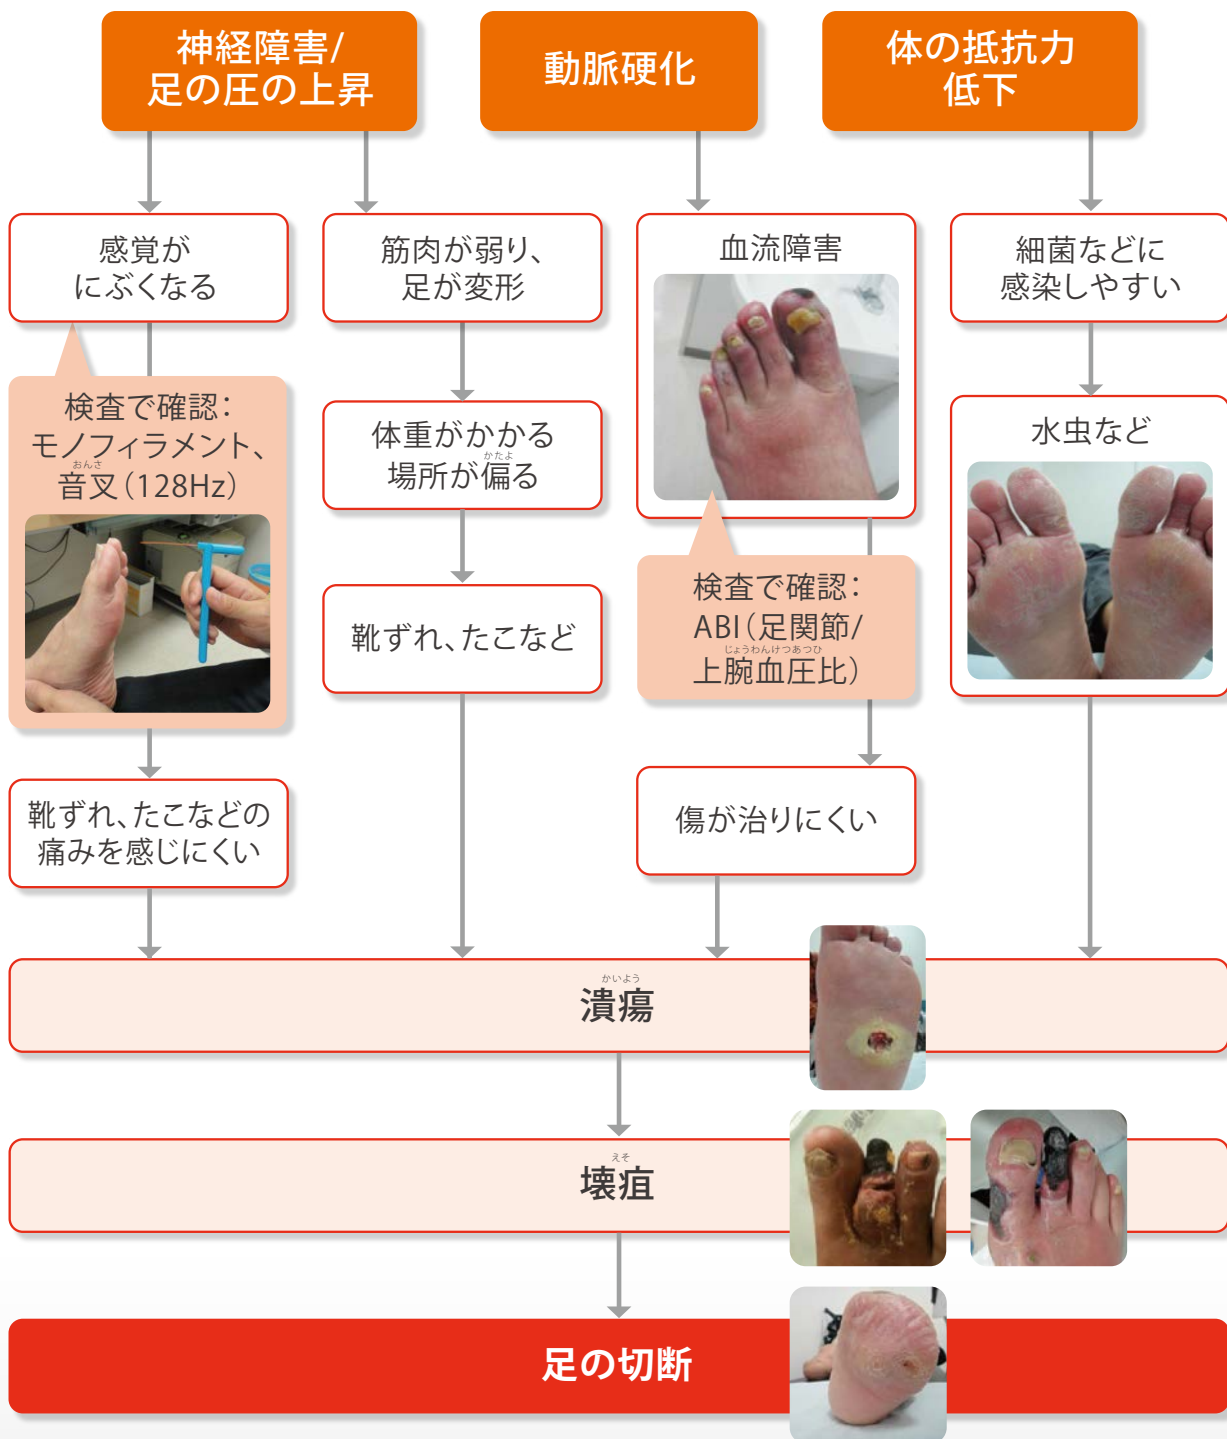 神経障害/
足の圧の上昇
動脈硬化
体の抵抗力
低下
感覚が
にぶくなる
筋肉が弱り、
足が変形
血流障害
細菌などに
感染しやすい
検査で確認：
モノフィラメント、
おんさ
音叉（128Hz）
体重がかかる
かたよ
場所が偏る
水虫など
靴ずれ、たこなど
検査で確認：
ABI（足関節/
じょうわんけつあつひ
上腕血圧比）
靴ずれ、たこなどの
痛みを感じにくい
傷が治りにくい
かいよう
潰瘍
えそ
壊疽
足の切断